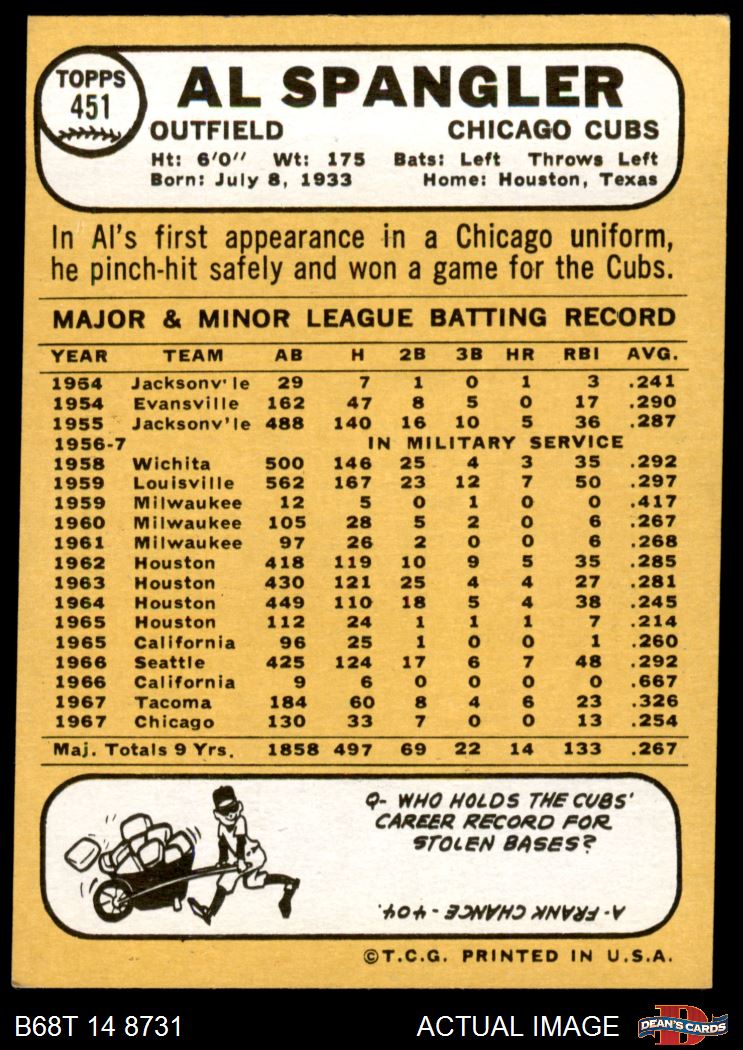 TOPPS
451
AL SPANGLER
OUTFIELD CHICAGO CUBS
Ht: 6'0" Wt: 175 Bats: Left Throws Left
Born: July 8, 1933 Home: Houston, Texas
In Al's first appearance in a Chicago uniform,
he pinch-hit safely and won a game for the Cubs.
MAJOR & MINOR LEAGUE BATTING RECORD
YEAR TEAM AB H 2B 3B HR RBI AVG.
1954 Jacksonv'le 29 7 1 0 1 3 .241
1954 Evansville 162 47 8 5 0 17 .290
1955 Jacksonv'le 488 140 16 10 5 36 .287
1956-7 IN MILITARY SERVICE
1958 Wichita 500 146 25 4 3 35 .292
1959 Louisville 562 167 23 12 7 50 .297
1959 Milwaukee 12 5 0 1 0 0 .417
1960 Milwaukee 105 28 5 2 0 6 .267
1961 Milwaukee 97 26 2 0 0 6 .268
1962 Houston 418 119 10 9 5 35 .285
1963 Houston 430 121 25 4 4 27 .281
1964 Houston 449 110 18 5 4 38 .245
1965 Houston 112 24 1 1 1 7 .214
1965 California 96 25 1 0 0 1 .260
1966 Seattle 425 124 17 6 7 48 .292
1966 California 9 6 0 0 0 0 .667
1967 Tacoma 184 60 8 4 6 23 .326
1967 Chicago 130 33 7 0 0 13 .254
Maj. Totals 9 Yrs. 1858 497 69 22 14 133 .267
Q- WHO HOLDS THE CUBS'
CAREER RECORD FOR
STOLEN BASES?
A- FRANK CHANCE - 404.
©T.C.G. PRINTED IN U.S.A.
B68T 14 8731 ACTUAL IMAGE DEAN'S CARDS